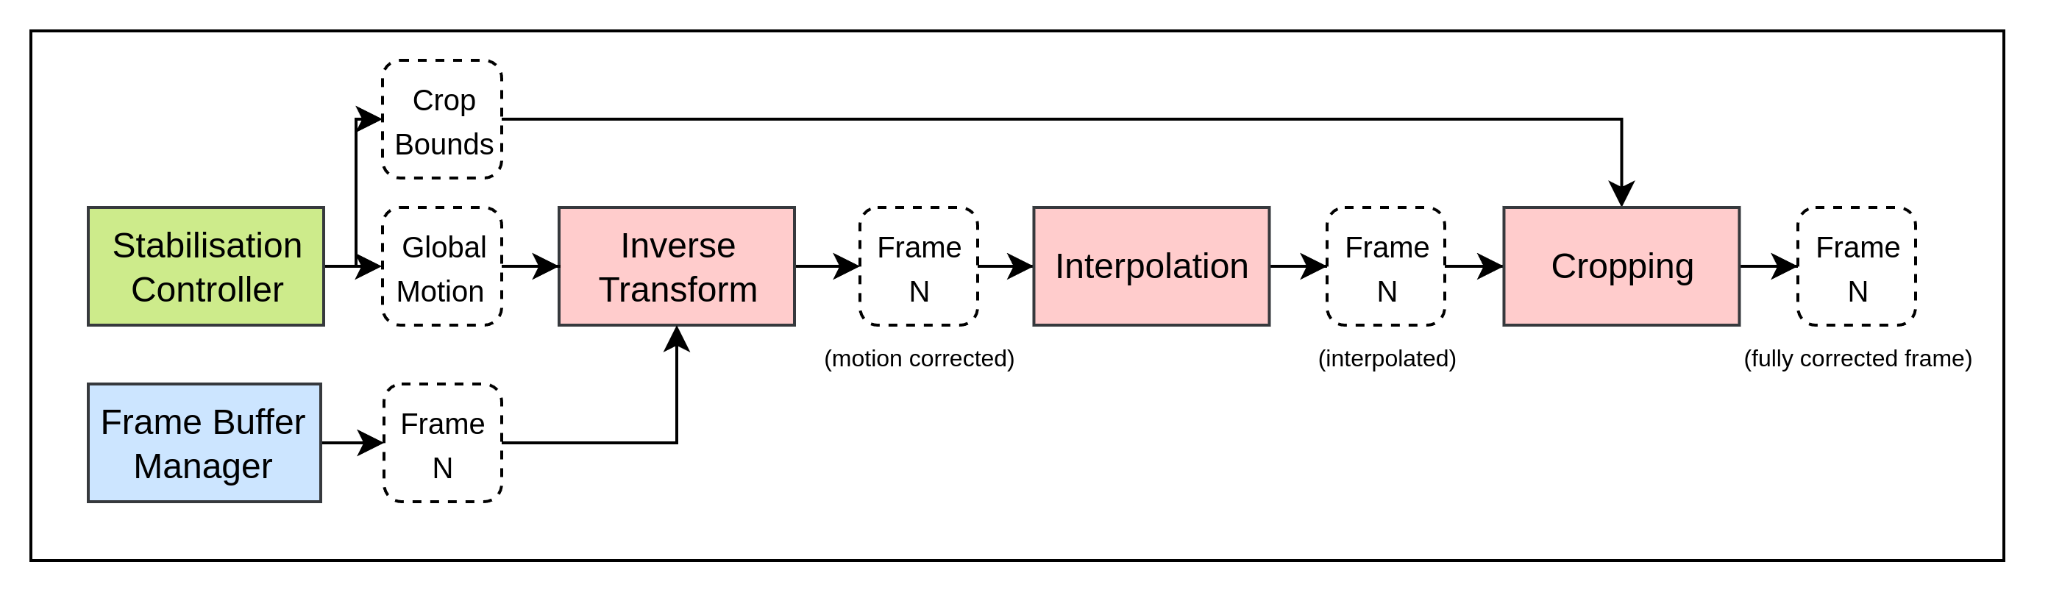 Crop
Bounds
Stabilisation
Controller
Global
Motion
Inverse
Transform
Frame
N
(motion corrected)
Interpolation
Frame
N
(interpolated)
Cropping
Frame
N
(fully corrected frame)
Frame Buffer
Manager
Frame
N